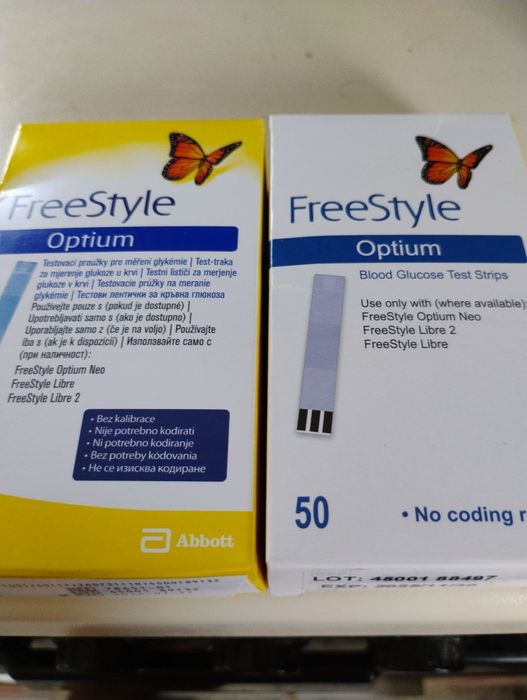 FreeStyle
Optium
Testovací proužky pro měření glykémie | Test-traka
za mjerenje glukoze u krvi | Testni lističi za merjenje
glukoze v krvi | Testovacie prúžky na meranie
glykémie | Тестови лентички за кръвна глюкоза
Používejte pouze s (pokud je dostupné) |
Upotrebljavati samo s (ako je dostupno) |
Uporabljajte samo z (če je na voljo) | Používajte
iba s (ak je k dispozícii) | Използвайте само с
(при наличност):
FreeStyle Optium Neo
FreeStyle Libre
FreeStyle Libre 2
• Bez kalibrace
• Nije potrebno kodirati
• Ni potrebno kodiranje
• Bez potreby kódovania
• Не се изисква кодиране
Abbott
FreeStyle
Optium
Blood Glucose Test Strips
Use only with (where available):
FreeStyle Optium Neo
FreeStyle Libre 2
FreeStyle Libre
50
• No coding r
LOT: 45001 88497
EXP.